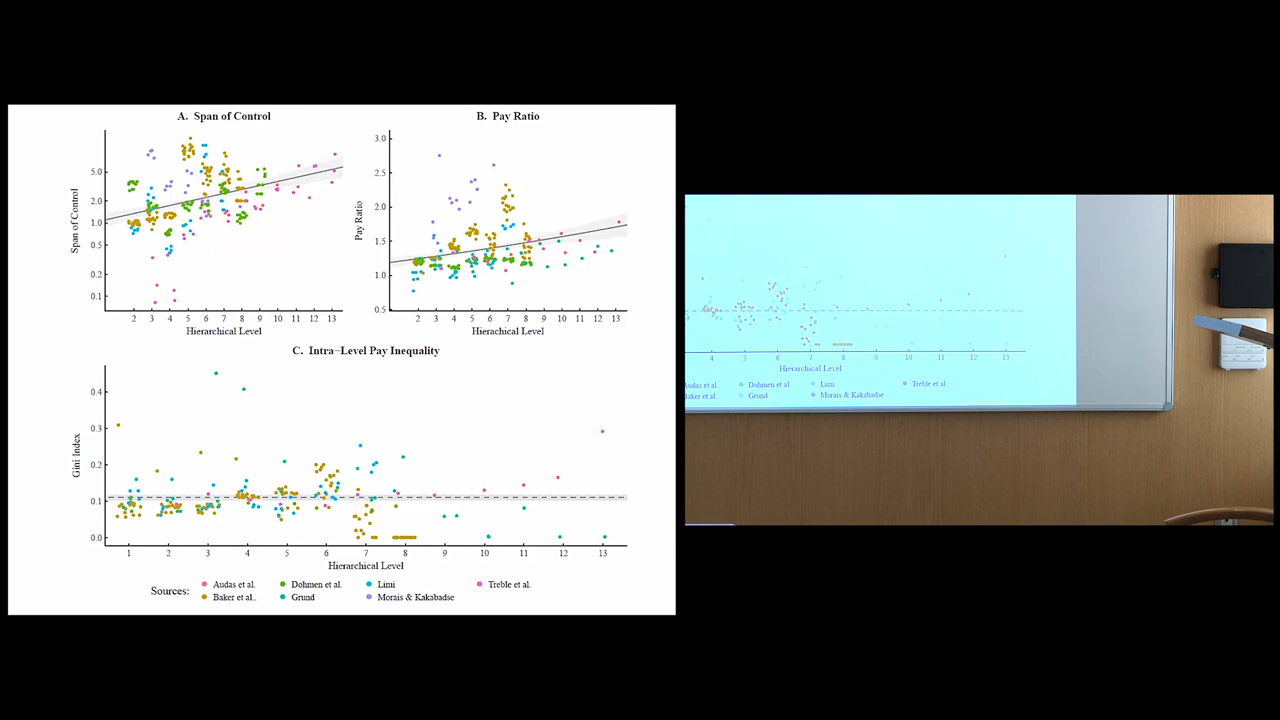 A. Span of Control
5.0
2.0
1.0
0.5
0.2
0.1
Span of Control
2 3 4 5 6 7 8 9 10 11 12 13
Hierarchical Level
B. Pay Ratio
3.0
2.5
2.0
1.5
1.0
0.5
Pay Ratio
2 3 4 5 6 7 8 9 10 11 12 13
Hierarchical Level
C. Intra−Level Pay Inequality
0.4
0.3
0.2
0.1
0.0
Gini Index
1 2 3 4 5 6 7 8 9 10 11 12 13
Hierarchical Level
Sources:
Audas et al. Dohmen et al. Limi Treble et al.
Baker et al.. Grund Morais & Kakabadse
4 5 6 7 8 9 10 11 12 13
Hierarchical Level
Audas et al. Dohmen et al. Limi Treble et al.
Baker et al.. Grund Morais & Kakabadse